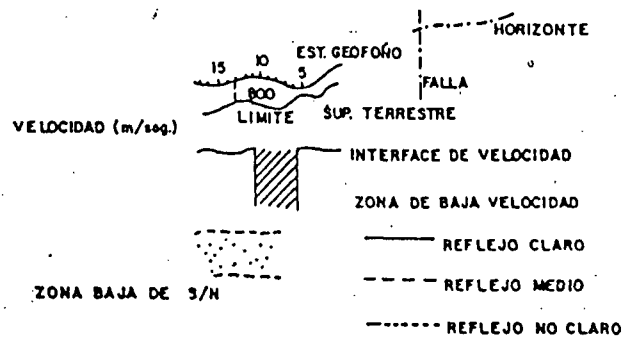 HORIZONTE
EST. GEOFOÑO
15 10 5
FALLA
800
LIMITE SUP. TERRESTRE
VELOCIDAD (m/sog.)
INTERFACE DE VELOCIDAD
ZONA DE BAJA VELOCIDAD
REFLEJO CLARO
ZONA BAJA DE S/N
REFLEJO MEDIO
REFLEJO NO CLARO